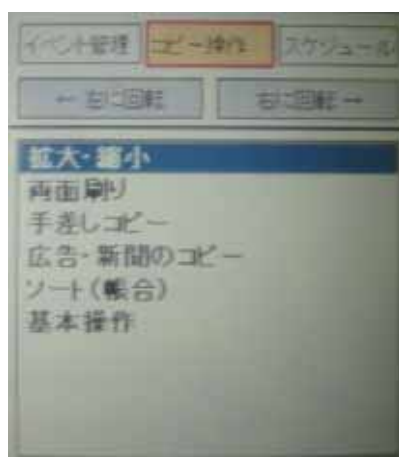 イベント管理 コピー操作 スケジュール
← 左に回転 右に回転 →
拡大・縮小
両面刷り
手差しコピー
広告・新聞のコピー
ソート(帳合)
基本操作